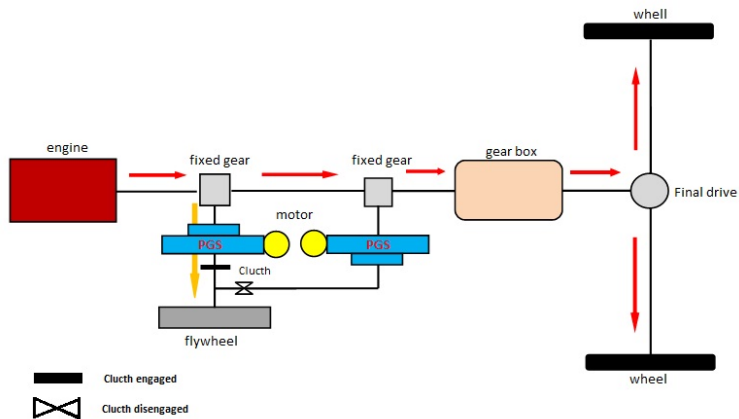 whell
engine
fixed gear
fixed gear
gear box
Final drive
motor
PGS
PGS
Clucth
flywheel
wheel
Clucth engaged
Clucth disengaged